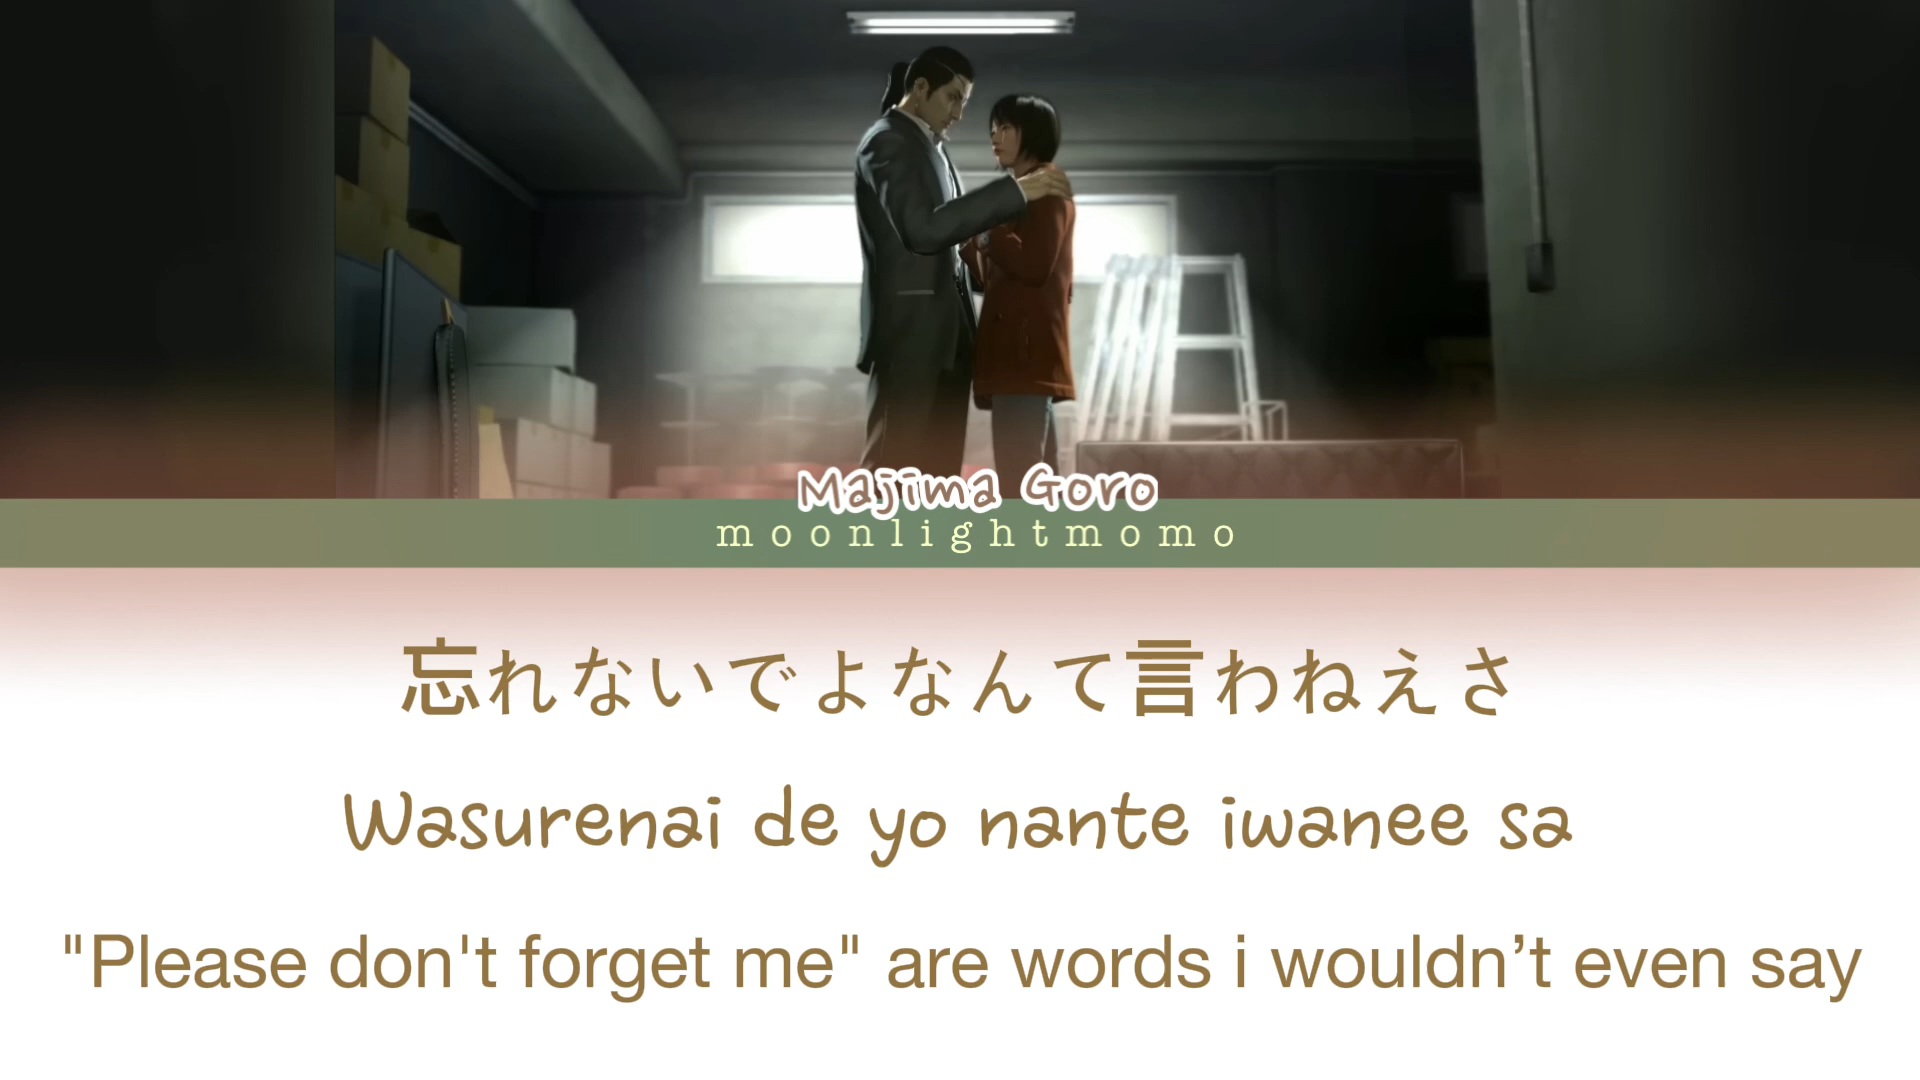 Majima Goro
moonlightmomo
忘れないでよなんて言わねえさ
Wasurenai de yo nante iwanee sa
"Please don't forget me" are words i wouldn’t even say